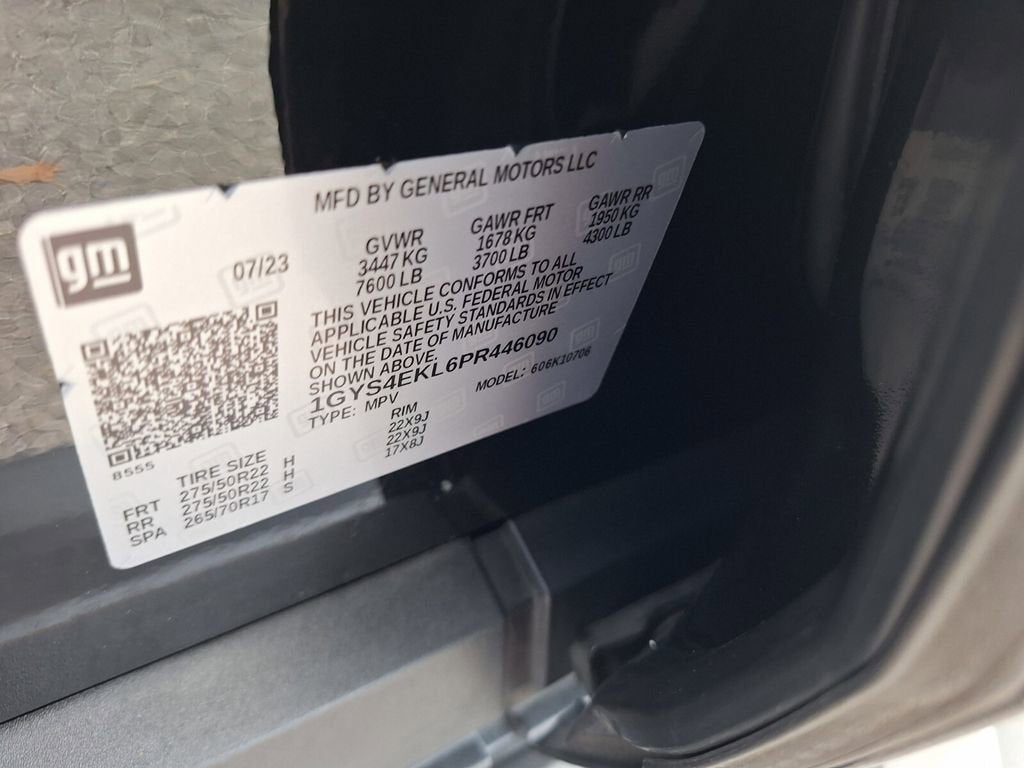 MFD BY GENERAL MOTORS LLC
gm
07/23
GVWR
3447 KG
7600 LB
GAWR FRT
1678 KG
3700 LB
GAWR RR
1950 KG
4300 LB
THIS VEHICLE CONFORMS TO ALL
APPLICABLE U.S. FEDERAL MOTOR
VEHICLE SAFETY STANDARDS IN EFFECT
ON THE DATE OF MANUFACTURE
SHOWN ABOVE.
1GYS4EKL6PR446090
TYPE: MPV
MODEL: 606K10706
8555
TIRE SIZE RIM
FRT 275/50R22 H 22X9J
RR 275/50R22 H 22X9J
SPA 265/70R17 S 17X8J